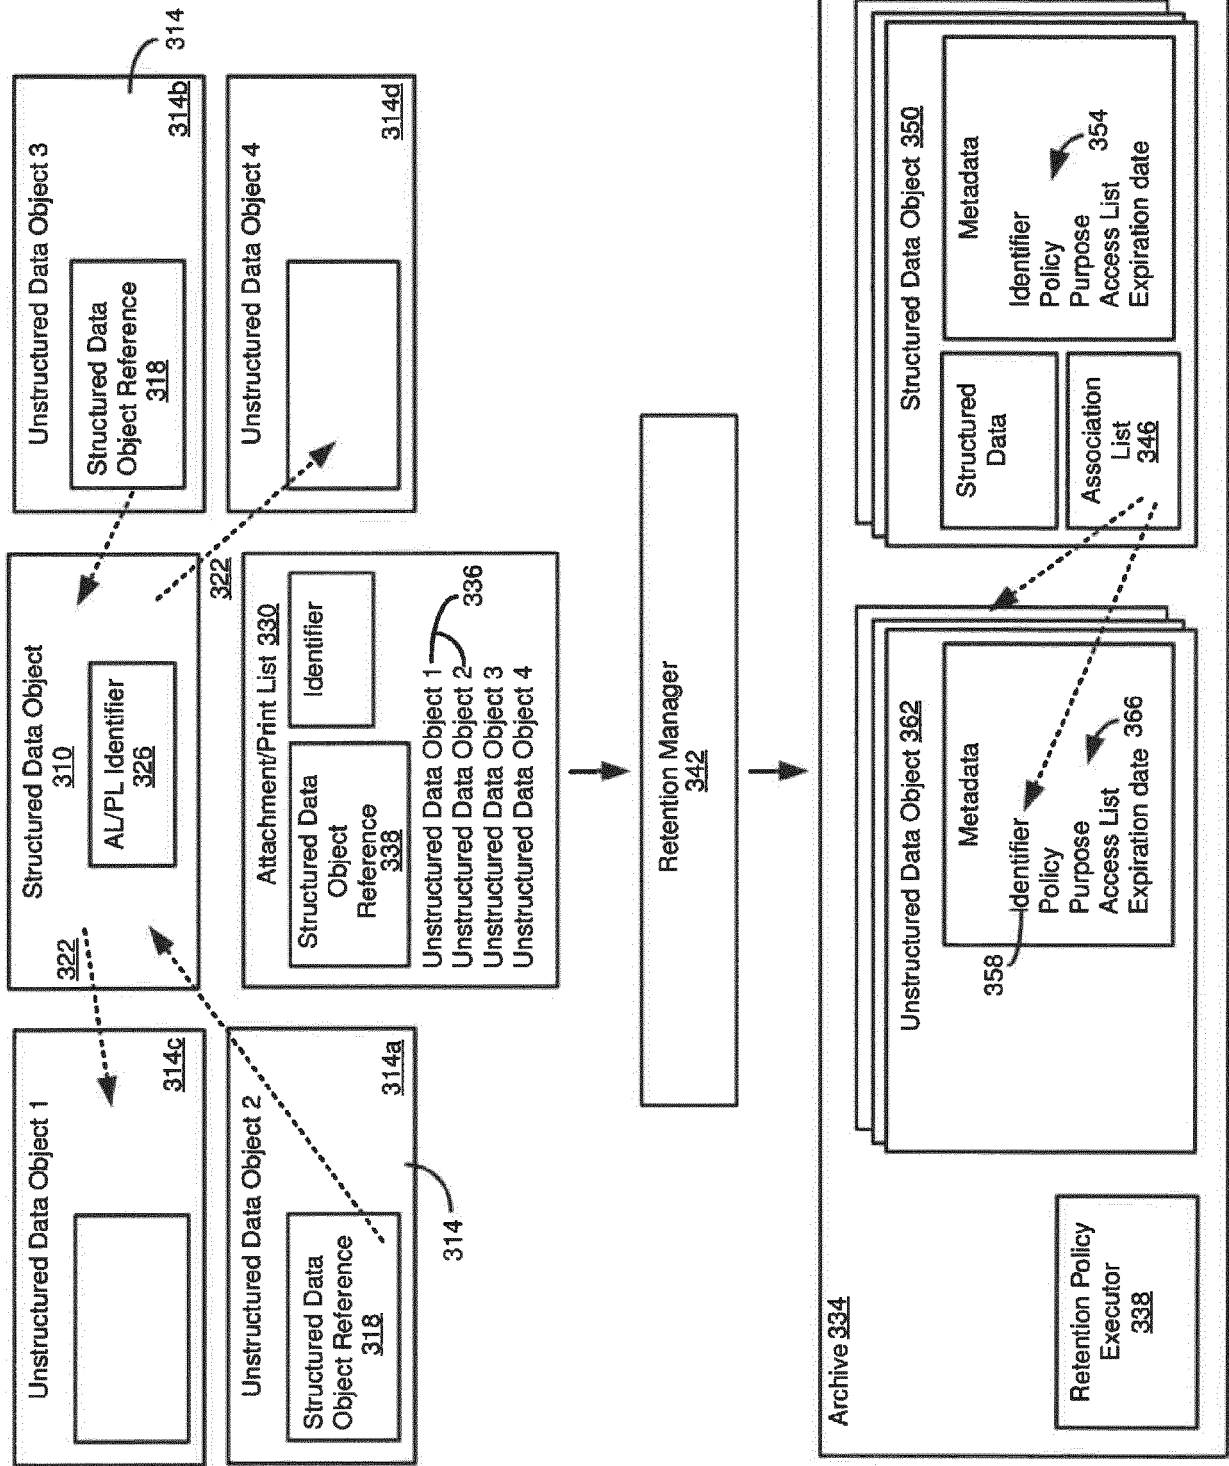 Unstructured Data Object 1
314c
Unstructured Data Object 2
Structured Data
Object Reference
318
314a
314
Structured Data Object
310
322
AL/PL Identifier
326
322
Unstructured Data Object 3
Structured Data
Object Reference
318
314b
314
Unstructured Data Object 4
314d
Attachment/Print List 330
Structured Data
Object
Reference
338
Identifier
Unstructured Data Object 1
Unstructured Data Object 2
Unstructured Data Object 3
Unstructured Data Object 4
336
Retention Manager
342
Archive 334
Retention Policy
Executor
338
Unstructured Data Object 362
Metadata
358
Identifier
Policy
Purpose
Access List
Expiration date
366
Structured Data Object 350
Structured
Data
Association
List
346
Metadata
Identifier
Policy
Purpose
Access List
Expiration date
354